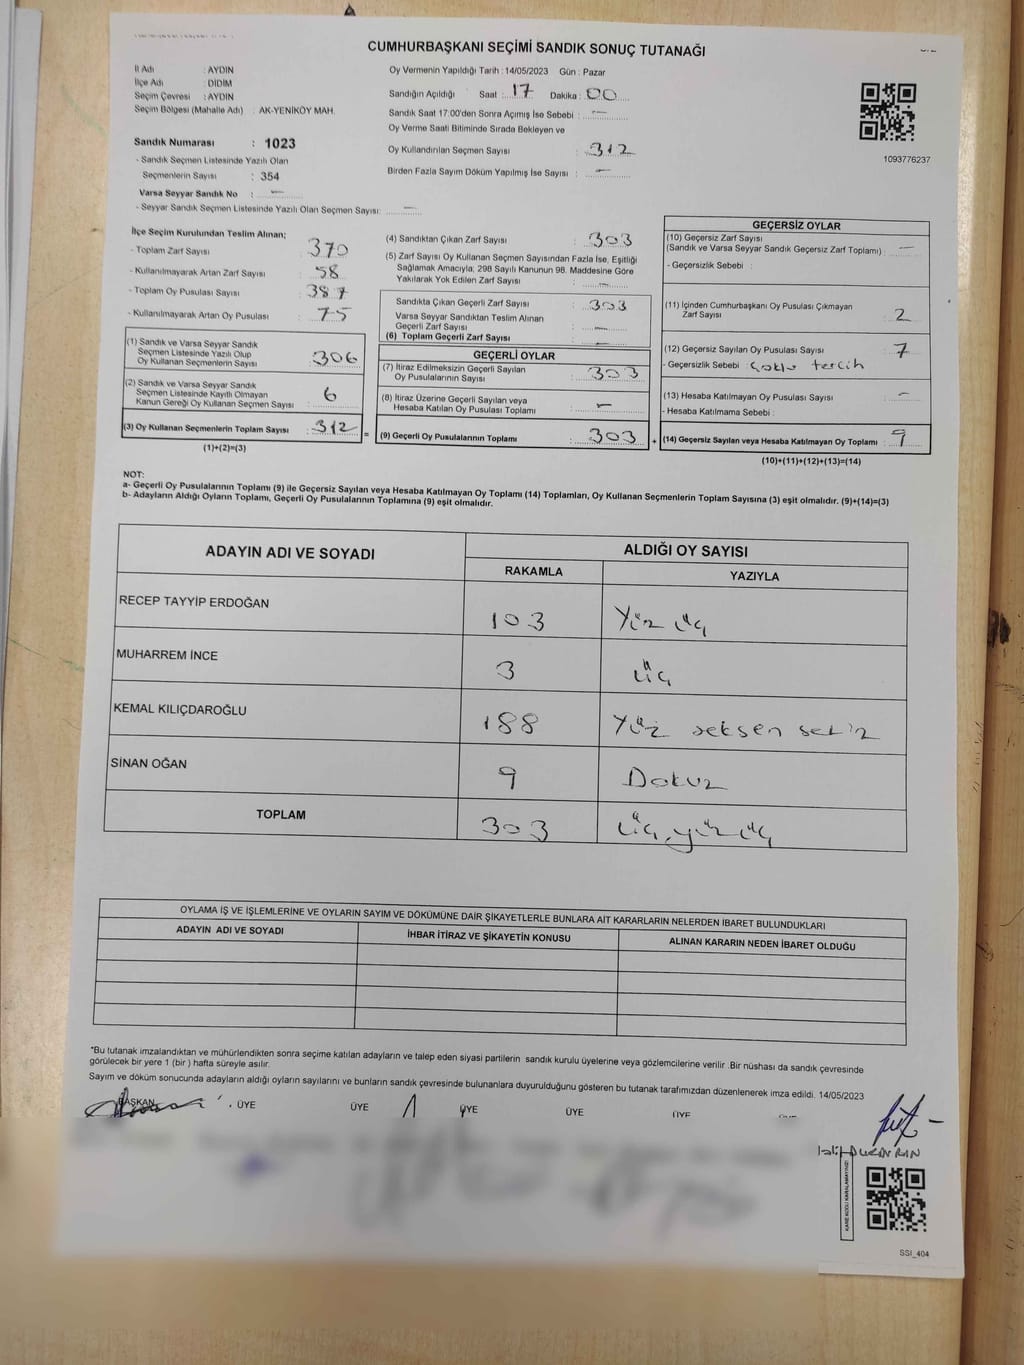 CUMHURBAŞKANI SEÇİMİ SANDIK SONUÇ TUTANAĞI
İl Adı : AYDIN
İlçe Adı : DİDİM
Seçim Çevresi : AYDIN
Seçim Bölgesi (Mahalle Adı) : AK-YENİKÖY MAH.
Sandık Numarası : 1023
- Sandık Seçmen Listesinde Yazılı Olan
Seçmenlerin Sayısı : 354
Varsa Seyyar Sandık No : —
- Seyyar Sandık Seçmen Listesinde Yazılı Olan Seçmen Sayısı: —
Oy Vermenin Yapıldığı Tarih : 14/05/2023 Gün : Pazar
Sandığın Açıldığı Saat : 17 Dakika : 00
Sandık Saat 17:00'den Sonra Açımış İse Sebebi : —
Oy Verme Saati Bitiminde Sırada Bekleyen ve
Oy Kullandırılan Seçmen Sayısı : 312
Birden Fazla Sayım Döküm Yapılmış İse Sayısı : —
1093776237
İlçe Seçim Kurulundan Teslim Alınan;
- Toplam Zarf Sayısı : 370
- Kullanılmayarak Artan Zarf Sayısı : 58
- Toplam Oy Pusulası Sayısı : 387
- Kullanılmayarak Artan Oy Pusulası : 75
(1) Sandık ve Varsa Seyyar Sandık
Seçmen Listesinde Yazılı Olup
Oy Kullanan Seçmenlerin Sayısı : 306
(2) Sandık ve Varsa Seyyar Sandık
Seçmen Listesinde Kayıtlı Olmayan
Kanun Gereği Oy Kullanan Seçmen Sayısı : 6
(3) Oy Kullanan Seçmenlerin Toplam Sayısı : 312 =
(1)+(2)=(3)
(4) Sandıktan Çıkan Zarf Sayısı : 303
(5) Zarf Sayısı Oy Kullanan Seçmen Sayısından Fazla İse, Eşitliği
Sağlamak Amacıyla; 298 Sayılı Kanunun 98. Maddesine Göre
Yakılarak Yok Edilen Zarf Sayısı : —
Sandıkta Çıkan Geçerli Zarf Sayısı : 303
Varsa Seyyar Sandıktan Teslim Alınan
Geçerli Zarf Sayısı : —
(6) Toplam Geçerli Zarf Sayısı : —
GEÇERLİ OYLAR
(7) İtiraz Edilmeksizin Geçerli Sayılan
Oy Pusulalarının Sayısı : 303
(8) İtiraz Üzerine Geçerli Sayılan veya
Hesaba Katılan Oy Pusulası Toplamı : —
(9) Geçerli Oy Pusulalarının Toplamı : 303 +
GEÇERSİZ OYLAR
(10) Geçersiz Zarf Sayısı
(Sandık ve Varsa Seyyar Sandık Geçersiz Zarf Toplamı) : —
- Geçersizlik Sebebi :
(11) İçinden Cumhurbaşkanı Oy Pusulası Çıkmayan
Zarf Sayısı : 2
(12) Geçersiz Sayılan Oy Pusulası Sayısı : 7
- Geçersizlik Sebebi : Çoklu tercih
(13) Hesaba Katılmayan Oy Pusulası Sayısı : —
- Hesaba Katılmama Sebebi :
(14) Geçersiz Sayılan veya Hesaba Katılmayan Oy Toplamı : 9
(10)+(11)+(12)+(13)=(14)
NOT:
a- Geçerli Oy Pusulalarının Toplamı (9) ile Geçersiz Sayılan veya Hesaba Katılmayan Oy Toplamı (14) Toplamları, Oy Kullanan Seçmenlerin Toplam Sayısına (3) eşit olmalıdır. (9)+(14)=(3)
b- Adayların Aldığı Oyların Toplamı, Geçerli Oy Pusulalarının Toplamına (9) eşit olmalıdır.
ADAYIN ADI VE SOYADI ALDIĞI OY SAYISI
RAKAMLA YAZIYLA
RECEP TAYYİP ERDOĞAN 103 Yüz üç
MUHARREM İNCE 3 üç
KEMAL KILIÇDAROĞLU 188 Yüz seksen sekiz
SİNAN OĞAN 9 Dokuz
TOPLAM 303 üç yüz üç
OYLAMA İŞ VE İŞLEMLERİNE VE OYLARIN SAYIM VE DÖKÜMÜNE DAİR ŞİKAYETLERLE BUNLARA AİT KARARLARIN NELERDEN İBARET BULUNDUKLARI
ADAYIN ADI VE SOYADI İHBAR İTİRAZ VE ŞİKAYETİN KONUSU ALINAN KARARIN NEDEN İBARET OLDUĞU
*Bu tutanak imzalandıktan ve mühürlendikten sonra seçime katılan adayların ve talep eden siyasi partilerin sandık kurulu üyelerine veya gözlemcilerine verilir .Bir nüshası da sandık çevresinde
görülecek bir yere 1 (bir ) hafta süreyle asılır.
Sayım ve döküm sonucunda adayların aldığı oyların sayılarını ve bunların sandık çevresinde bulunanlara duyurulduğunu gösteren bu tutanak tarafımızdan düzenlenerek imza edildi. 14/05/2023
BAŞKAN ÜYE ÜYE ÜYE ÜYE ÜYE
SSI_404